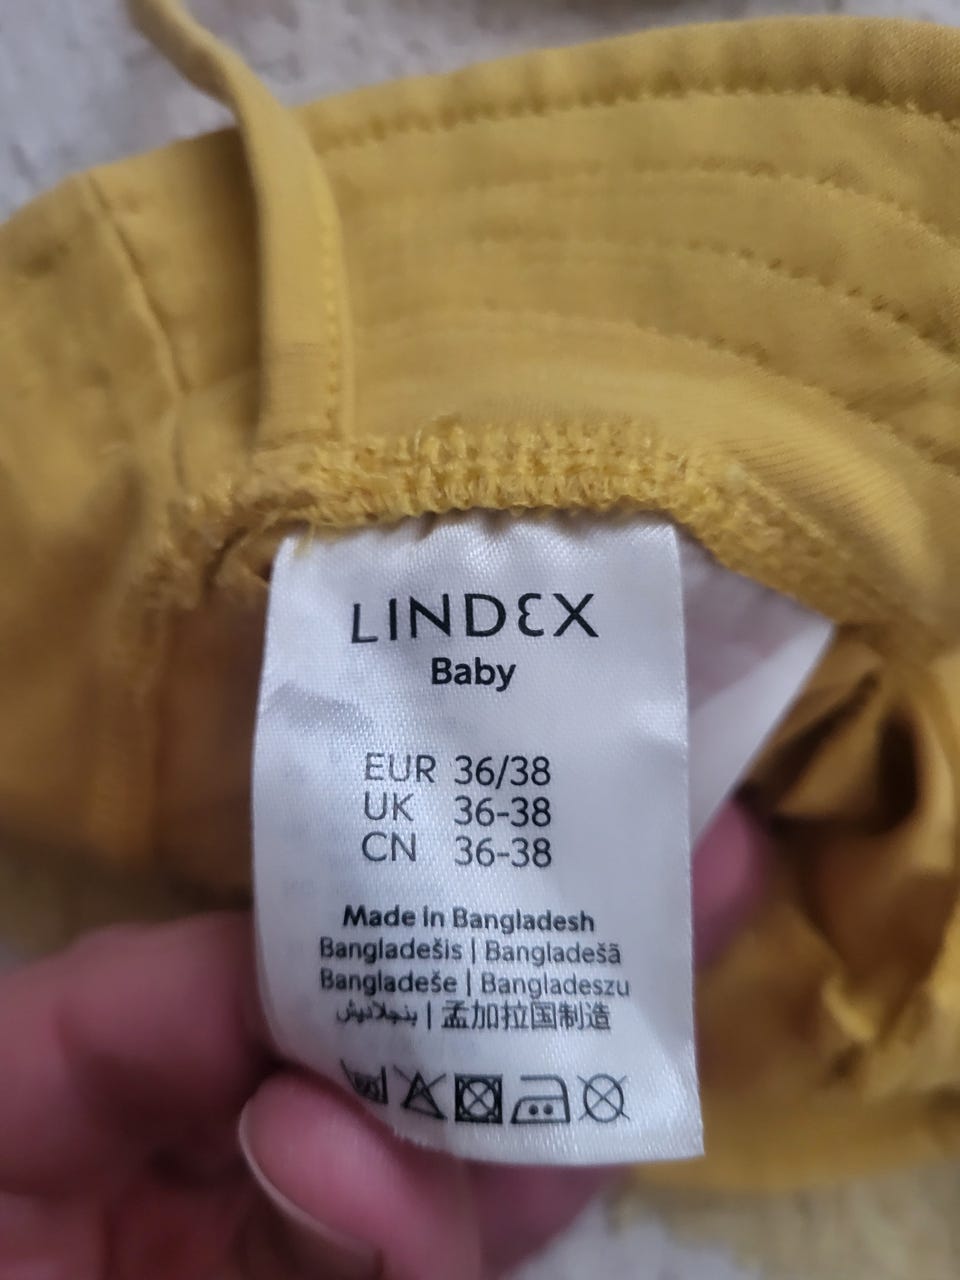 LINDEX
Baby
EUR 36/38
UK 36-38
CN 36-38
Made in Bangladesh
Bangladešis | Bangladešā
Bangladeše | Bangladeszu
بنجلاديش | 孟加拉国制造